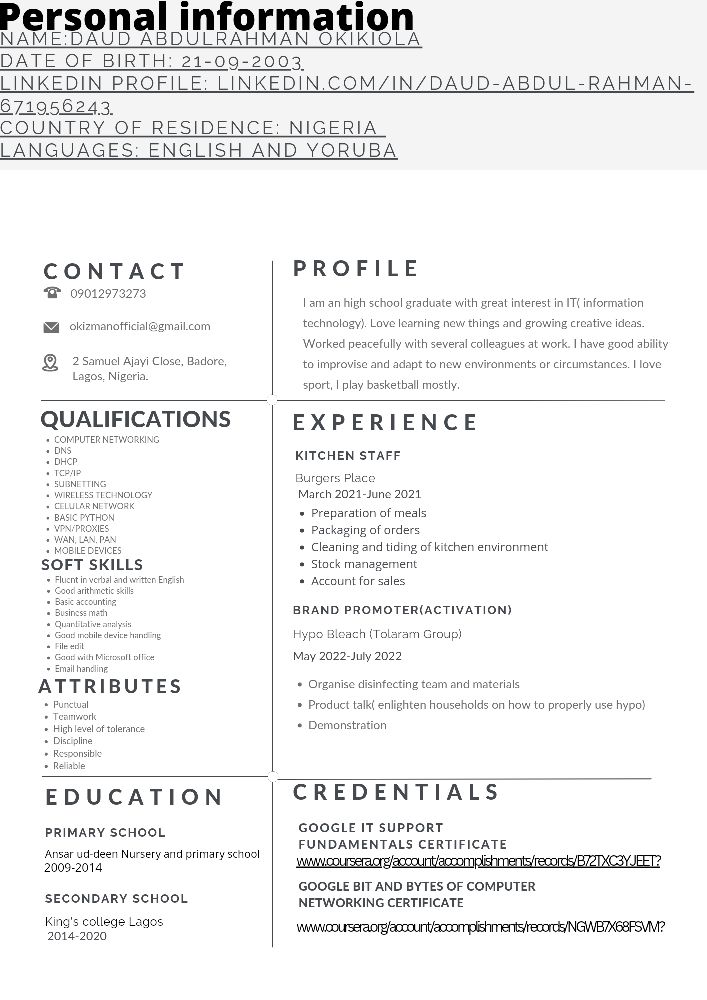 Personal information
NAME:DAUD ABDULRAHMAN OKIKIOLA
DATE OF BIRTH: 21-09-2003
LINKEDIN PROFILE: LINKEDIN.COM/IN/DAUD-ABDUL-RAHMAN-
671956243
COUNTRY OF RESIDENCE: NIGERIA
LANGUAGES: ENGLISH AND YORUBA
CONTACT
09012973273
okizmanofficial@gmail.com
2 Samuel Ajayi Close, Badore,
Lagos, Nigeria.
PROFILE
I am an high school graduate with great interest in IT( information
technology). Love learning new things and growing creative ideas.
Worked peacefully with several colleagues at work. I have good ability
to improvise and adapt to new environments or circumstances. I love
sport, I play basketball mostly.
QUALIFICATIONS
• COMPUTER NETWORKING
• DNS
• DHCP
• TCP/IP
• SUBNETTING
• WIRELESS TECHNOLOGY
• CELULAR NETWORK
• BASIC PYTHON
• VPN/PROXIES
• WAN, LAN, PAN
• MOBILE DEVICES
SOFT SKILLS
• Fluent in verbal and written English
• Good arithmetic skills
• Basic accounting
• Business math
• Quantitative analysis
• Good mobile device handling
• File edit
• Good with Microsoft office
• Email handling
ATTRIBUTES
• Punctual
• Teamwork
• High level of tolerance
• Discipline
• Responsible
• Reliable
EXPERIENCE
KITCHEN STAFF
Burgers Place
March 2021-June 2021
• Preparation of meals
• Packaging of orders
• Cleaning and tiding of kitchen environment
• Stock management
• Account for sales
BRAND PROMOTER(ACTIVATION)
Hypo Bleach (Tolaram Group)
May 2022-July 2022
• Organise disinfecting team and materials
• Product talk( enlighten households on how to properly use hypo)
• Demonstration
EDUCATION
PRIMARY SCHOOL
Ansar ud-deen Nursery and primary school
2009-2014
SECONDARY SCHOOL
King's college Lagos
2014-2020
CREDENTIALS
GOOGLE IT SUPPORT
FUNDAMENTALS CERTIFICATE
www.coursera.org/account/accomplishments/records/B72TXC3YJEET?
GOOGLE BIT AND BYTES OF COMPUTER
NETWORKING CERTIFICATE
www.coursera.org/account/accomplishments/records/NGWB7X68FSVM?